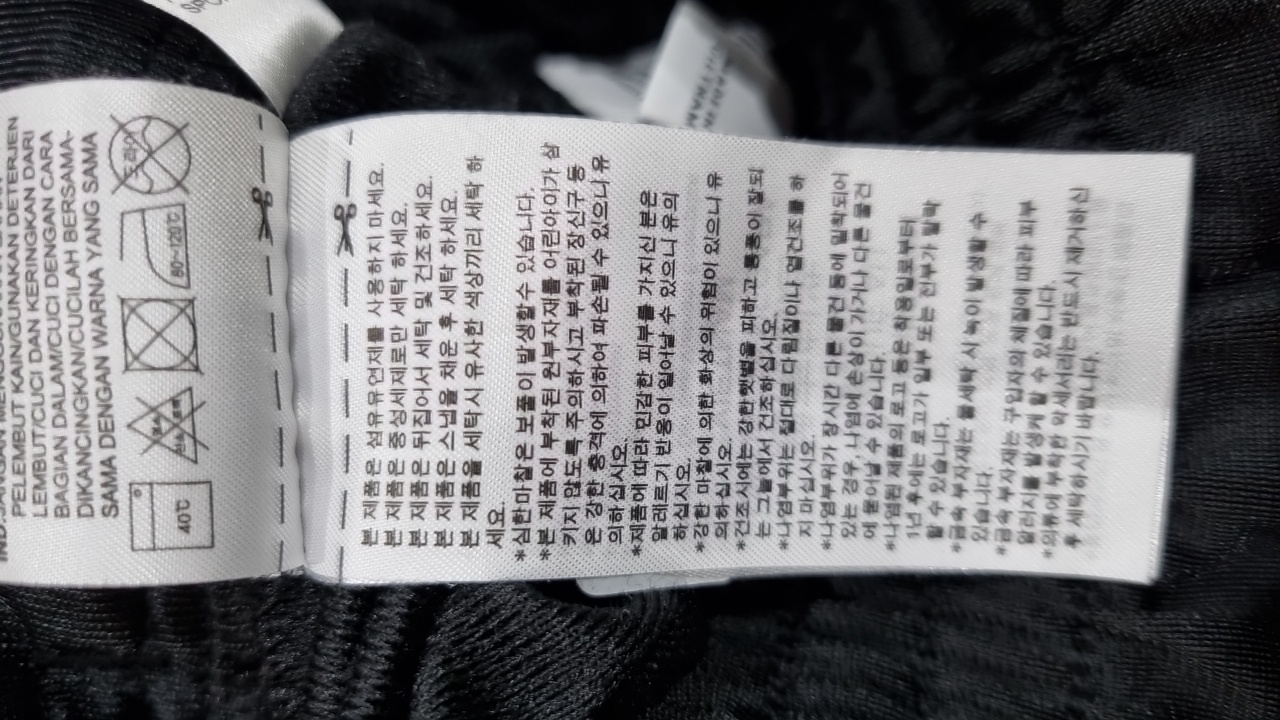 PELEMBUT KAIN/GUNAKAN DETERJEN
LEMBUT/CUCI DAN KERINGKAN DARI
BAGIAN DALAM/CUCI DENGAN CARA
DIKANCINGKAN/CUCILAH BERSAMA-
SAMA DENGAN WARNA YANG SAMA
40℃
80~120℃
드라이
본 제품은 섬유유연제를 사용하지 마세요.
본 제품은 중성세제로만 세탁 하세요.
본 제품은 뒤집어서 세탁 및 건조하세요.
본 제품은 스냅을 채운 후 세탁 하세요.
본 제품을 세탁시 유사한 색상끼리 세탁 하
세요.
*심한마찰은 보풀이 발생할수 있습니다.
*본 제품에 부착된 원부자재를 어린아이가 삼
키지 않도록 주의하시고 부착된 장신구 등
은 강한 충격에 의하여 파손될 수 있으니 유
의하십시오.
*제품에 따라 민감한 피부를 가지신 분은
알레르기 반응이 일어날 수 있으니 유의
하십시오.
*강한 마찰에 의한 화상의 위험이 있으니 유
의하십시오.
*건조시에는 강한햇볕을 피하고 통풍이 잘되
는 그늘에서 건조하십시오.
*나염부위는 절대로 다림질이나 열건조를 하
지 마십시오.
*나염부위가 장시간 다른 물건 등에 밀착되어
있는 경우, 나염에 손상이 가거나 다른 물건
에 묻어날 수 있습니다.
*나염된 제품의 로고 등은 착용일로부터
1년 후에는 로고가 일부 또는 전부가 탈락
할 수 있습니다.
*금속 부자재는 물세탁 시 녹이 발생할 수
있습니다.
*금속 부자재는 구입자의 체질에 따라 피부
알러지를 발생케 할 수 있습니다.
*의류에 부착한 악세서리는 반드시 제거하신
후 세탁하시기 바랍니다.